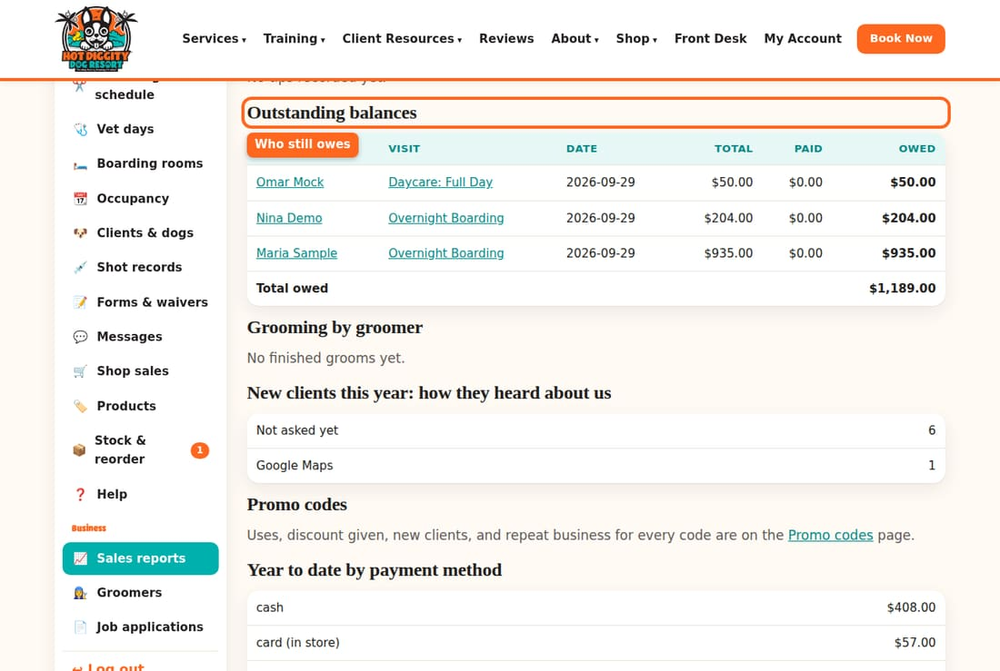 HOT DIGGITY
DOG RESORT
Services ▾
Training ▾
Client Resources ▾
Reviews
About ▾
Shop ▾
Front Desk
My Account
Book Now
schedule
Vet days
Boarding rooms
Occupancy
Clients & dogs
Shot records
Forms & waivers
Messages
Shop sales
Products
Stock &
reorder
1
Help
Business
Sales reports
Groomers
Job applications
Log out
Outstanding balances
Who still owes
VISIT DATE TOTAL PAID OWED
Omar Mock Daycare: Full Day 2026-09-29 $50.00 $0.00 $50.00
Nina Demo Overnight Boarding 2026-09-29 $204.00 $0.00 $204.00
Maria Sample Overnight Boarding 2026-09-29 $935.00 $0.00 $935.00
Total owed $1,189.00
Grooming by groomer
No finished grooms yet.
New clients this year: how they heard about us
Not asked yet 6
Google Maps 1
Promo codes
Uses, discount given, new clients, and repeat business for every code are on the Promo codes page.
Year to date by payment method
cash $408.00
card (in store) $57.00